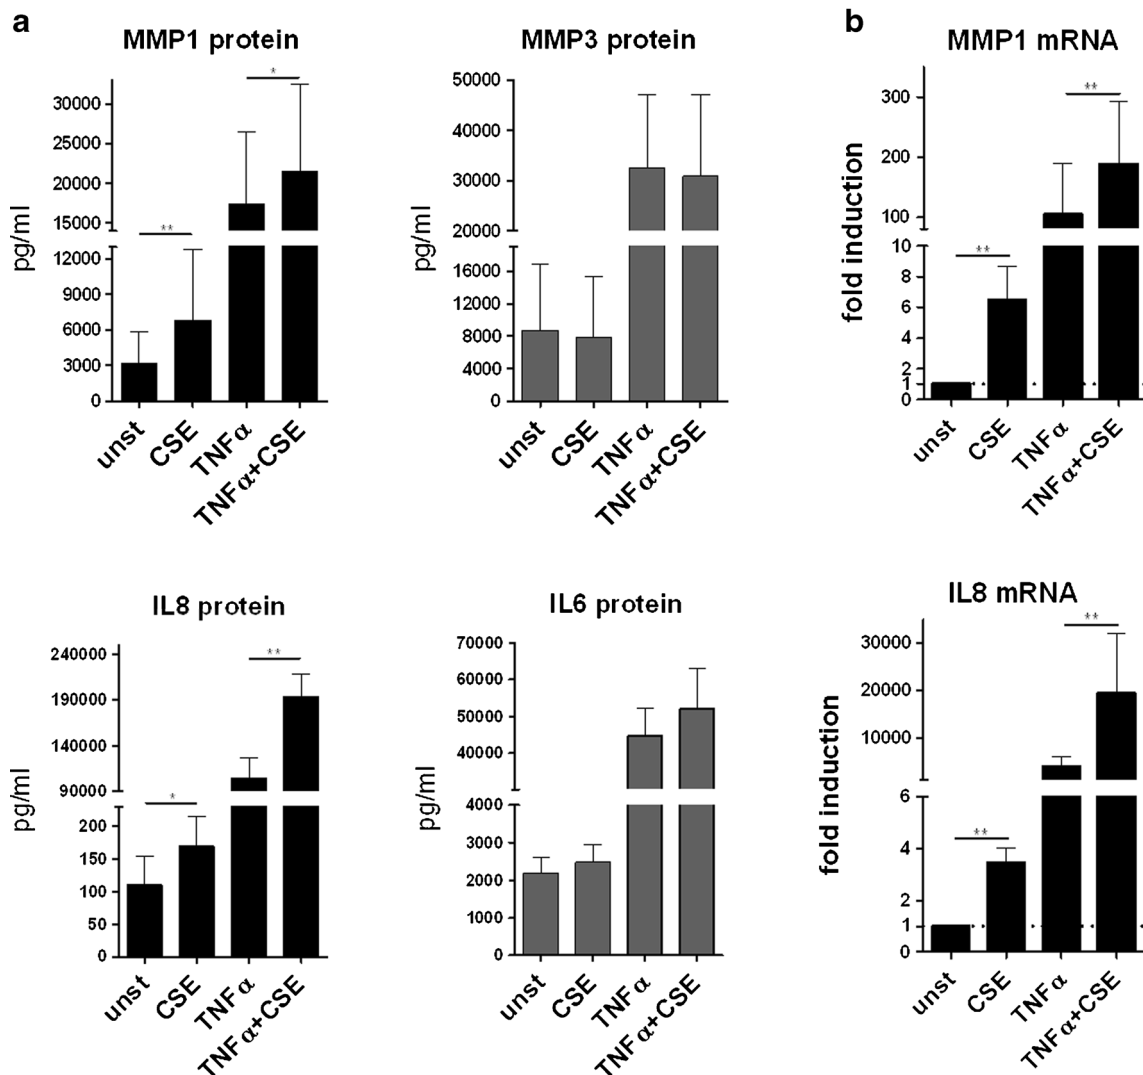 a
MMP1 protein
pg/ml
30000
25000
20000
15000
12000
9000
6000
3000
0
*
**
unst
CSE
TNFα
TNFα+CSE
MMP3 protein
pg/ml
50000
40000
30000
20000
16000
12000
8000
4000
0
unst
CSE
TNFα
TNFα+CSE
b
MMP1 mRNA
fold induction
300
200
100
10
8
6
4
2
1
0
**
**
unst
CSE
TNFα
TNFα+CSE
IL8 protein
pg/ml
240000
190000
140000
90000
200
150
100
50
0
**
*
unst
CSE
TNFα
TNFα+CSE
IL6 protein
pg/ml
70000
60000
50000
40000
4000
3000
2000
1000
0
unst
CSE
TNFα
TNFα+CSE
IL8 mRNA
fold induction
30000
20000
10000
6
4
2
1
0
**
**
unst
CSE
TNFα
TNFα+CSE